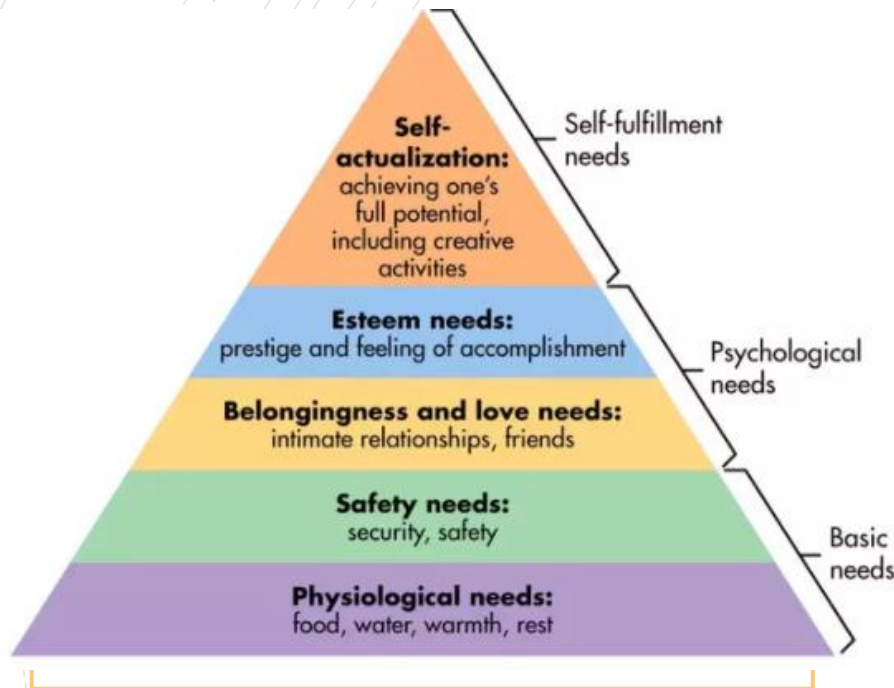 Self-
actualization:
achieving one's
full potential,
including creative
activities
Self-fulfillment
needs
Esteem needs:
prestige and feeling of accomplishment
Psychological
needs
Belongingness and love needs:
intimate relationships, friends
Safety needs:
security, safety
Basic
needs
Physiological needs:
food, water, warmth, rest